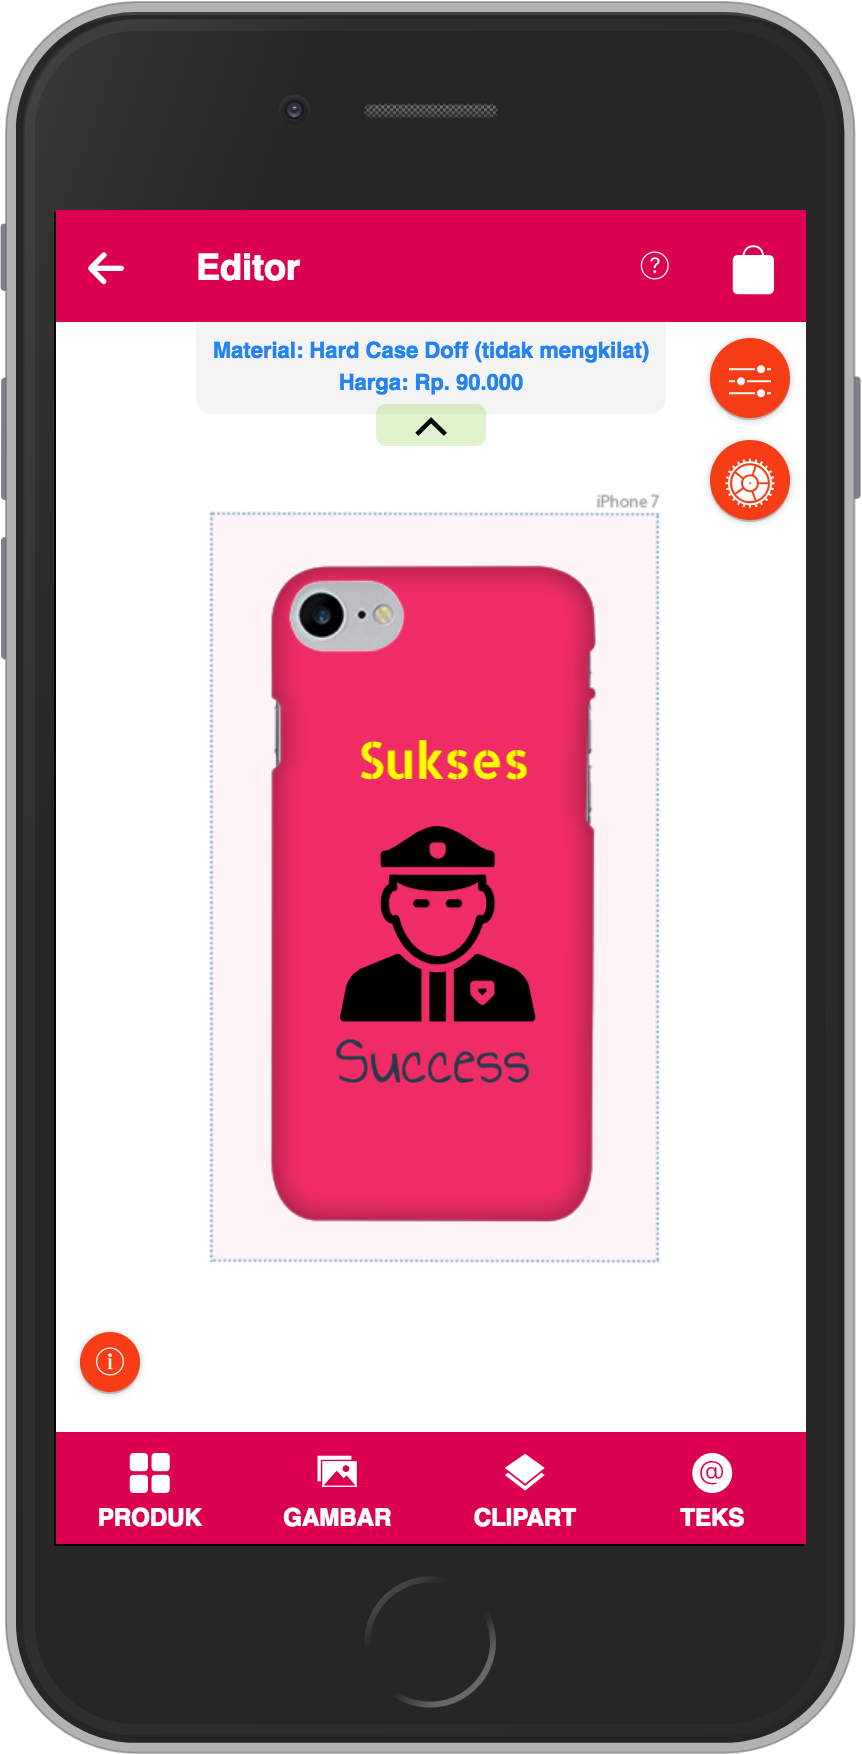 Editor
Material: Hard Case Doff (tidak mengkilat)
Harga: Rp. 90.000
iPhone 7
Sukses
Success
PRODUK
GAMBAR
CLIPART
TEKS